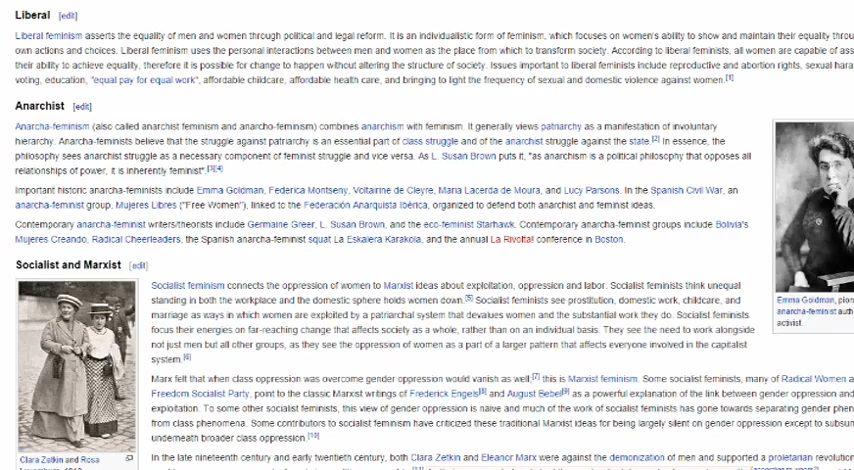 Liberal [edit]
Liberal feminism asserts the equality of men and women through political and legal reform. It is an individualistic form of feminism, which focuses on women's ability to show and maintain their equality throu
own actions and choices. Liberal feminism uses the personal interactions between men and women as the place from which to transform society. According to liberal feminists, all women are capable of ass
their ability to achieve equality, therefore it is possible for change to happen without altering the structure of society. Issues important to liberal feminists include reproductive and abortion rights, sexual hara
voting, education, "equal pay for equal work", affordable childcare, affordable health care, and bringing to light the frequency of sexual and domestic violence against women.[1]
Anarchist [edit]
Anarcha-feminism (also called anarchist feminism and anarcho-feminism) combines anarchism with feminism. It generally views patriarchy as a manifestation of involuntary
hierarchy. Anarcha-feminists believe that the struggle against patriarchy is an essential part of class struggle and of the anarchist struggle against the state.[2] In essence, the
philosophy sees anarchist struggle as a necessary component of feminist struggle and vice versa. As L. Susan Brown puts it, "as anarchism is a political philosophy that opposes all
relationships of power, it is inherently feminist".[3][4]
Important historic anarcha-feminists include Emma Goldman, Federica Montseny, Voltairine de Cleyre, Maria Lacerda de Moura, and Lucy Parsons. In the Spanish Civil War, an
anarcha-feminist group, Mujeres Libres ("Free Women"), linked to the Federación Anarquista Ibérica, organized to defend both anarchist and feminist ideas.
Contemporary anarcha-feminist writers/theorists include Germaine Greer, L. Susan Brown, and the eco-feminist Starhawk. Contemporary anarcha-feminist groups include Bolivia's
Mujeres Creando, Radical Cheerleaders, the Spanish anarcha-feminist squat La Eskalera Karakola, and the annual La Rivolta! conference in Boston.
Emma Goldman, pion
anarcha-feminist auth
activist.
Socialist and Marxist [edit]
Socialist feminism connects the oppression of women to Marxist ideas about exploitation, oppression and labor. Socialist feminists think unequal
standing in both the workplace and the domestic sphere holds women down.[5] Socialist feminists see prostitution, domestic work, childcare, and
marriage as ways in which women are exploited by a patriarchal system that devalues women and the substantial work they do. Socialist feminists
focus their energies on far-reaching change that affects society as a whole, rather than on an individual basis. They see the need to work alongside
not just men but all other groups, as they see the oppression of women as a part of a larger pattern that affects everyone involved in the capitalist
system.[6]
Marx felt that when class oppression was overcome gender oppression would vanish as well;[7] this is Marxist feminism. Some socialist feminists, many of Radical Women a
Freedom Socialist Party, point to the classic Marxist writings of Frederick Engels[8] and August Bebel[9] as a powerful explanation of the link between gender oppression and
exploitation. To some other socialist feminists, this view of gender oppression is naive and much of the work of socialist feminists has gone towards separating gender phen
from class phenomena. Some contributors to socialist feminism have criticized these traditional Marxist ideas for being largely silent on gender oppression except to subsun
underneath broader class oppression.[10]
Clara Zetkin and Rosa
In the late nineteenth century and early twentieth century, both Clara Zetkin and Eleanor Marx were against the demonization of men and supported a proletarian revolution